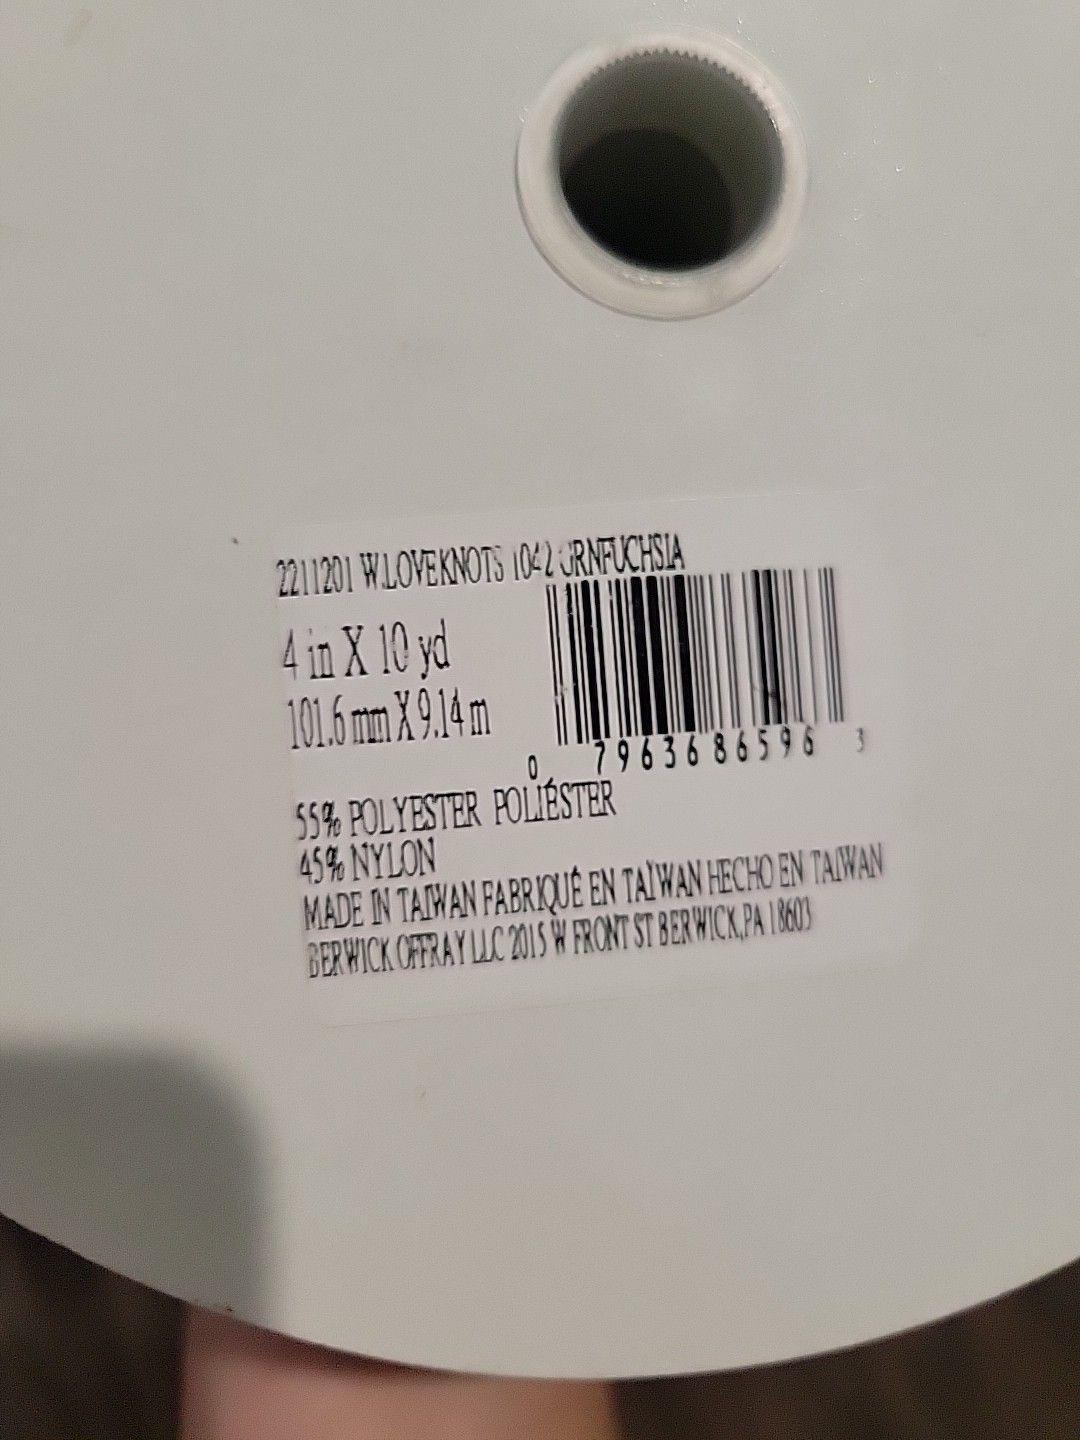 2211201 W.LOVEKNOTS 1042 GRNFUCHSIA
4 in X 10 yd
101.6 mm X 9.14 m
0 79636 86596 3
55% POLYESTER POLIÉSTER
45% NYLON
MADE IN TAIWAN FABRIQUÉ EN TAÏWAN HECHO EN TAIWAN
BERWICK OFFRAY LLC 2015 W FRONT ST BERWICK,PA 18603